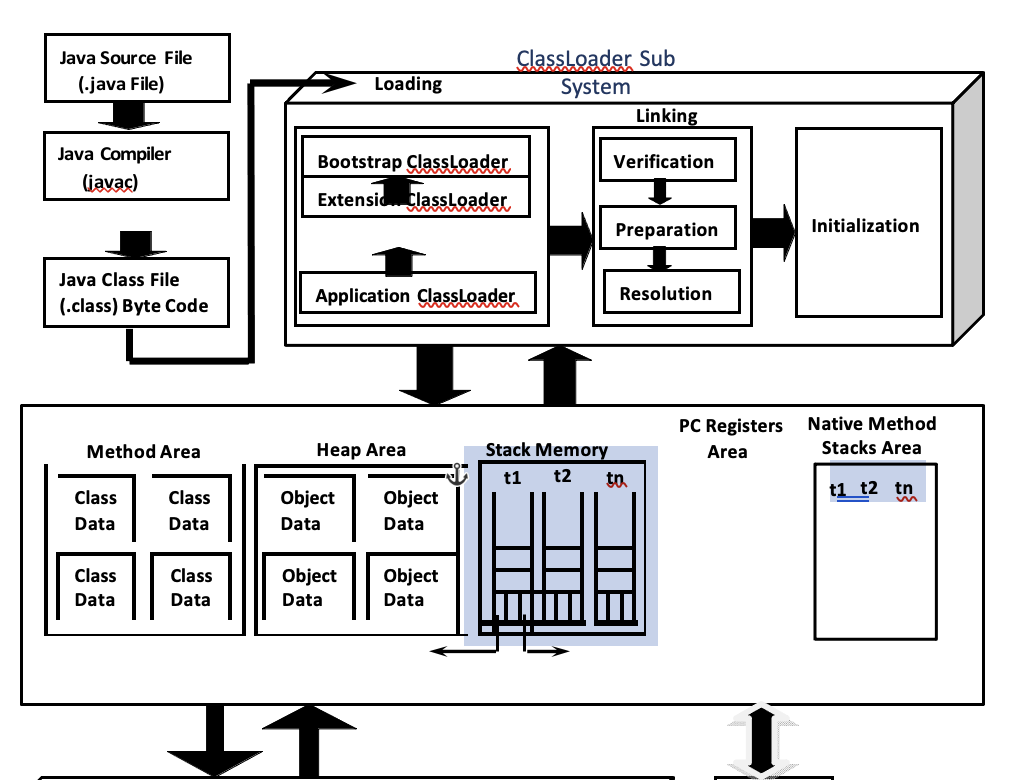 Java Source File
(.java File)
Java Compiler
(javac)
Java Class File
(.class) Byte Code
ClassLoader Sub
System
Loading
Bootstrap ClassLoader
Extension ClassLoader
Application ClassLoader
Linking
Verification
Preparation
Resolution
Initialization
Method Area
Class
Data
Class
Data
Class
Data
Class
Data
Heap Area
Object
Data
Object
Data
Object
Data
Object
Data
Stack Memory
t1 t2 tn
PC Registers
Area
Native Method
Stacks Area
t1 t2 tn